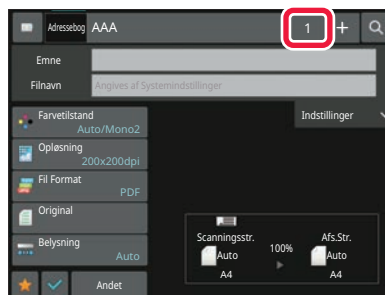 Adressebog AAA 1 +
Emne
Filnavn Angives af Systemindstillinger
Farvetilstand
Auto/Mono2
Indstillinger
Opløsning
200x200dpi
Fil Format
PDF
Original
Belysning
Auto
Andet
Scanningsstr.
Auto
A4
100%
Afs.Str.
Auto
A4